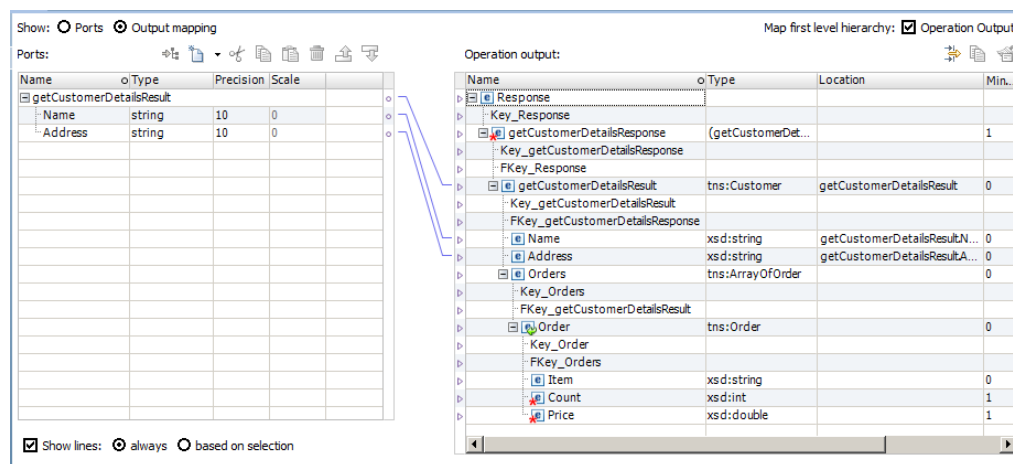 Show: Ports Output mapping Map first level hierarchy: Operation Output
Ports: Operation output:
Name Type Precision Scale Name Type Location Min...
getCustomerDetailsResult Response
Name string 10 0 Key_Response
Address string 10 0 getCustomerDetailsResponse (getCustomerDet... 1
Key_getCustomerDetailsResponse
FKey_Response
getCustomerDetailsResult tns:Customer getCustomerDetailsResult 0
Key_getCustomerDetailsResult
FKey_getCustomerDetailsResponse
Name xsd:string getCustomerDetailsResult.N... 0
Address xsd:string getCustomerDetailsResult.A... 0
Orders tns:ArrayOfOrder 0
Key_Orders
FKey_getCustomerDetailsResult
Order tns:Order 0
Key_Order
FKey_Orders
Item xsd:string 0
Count xsd:int 1
Price xsd:double 1
Show lines: always based on selection